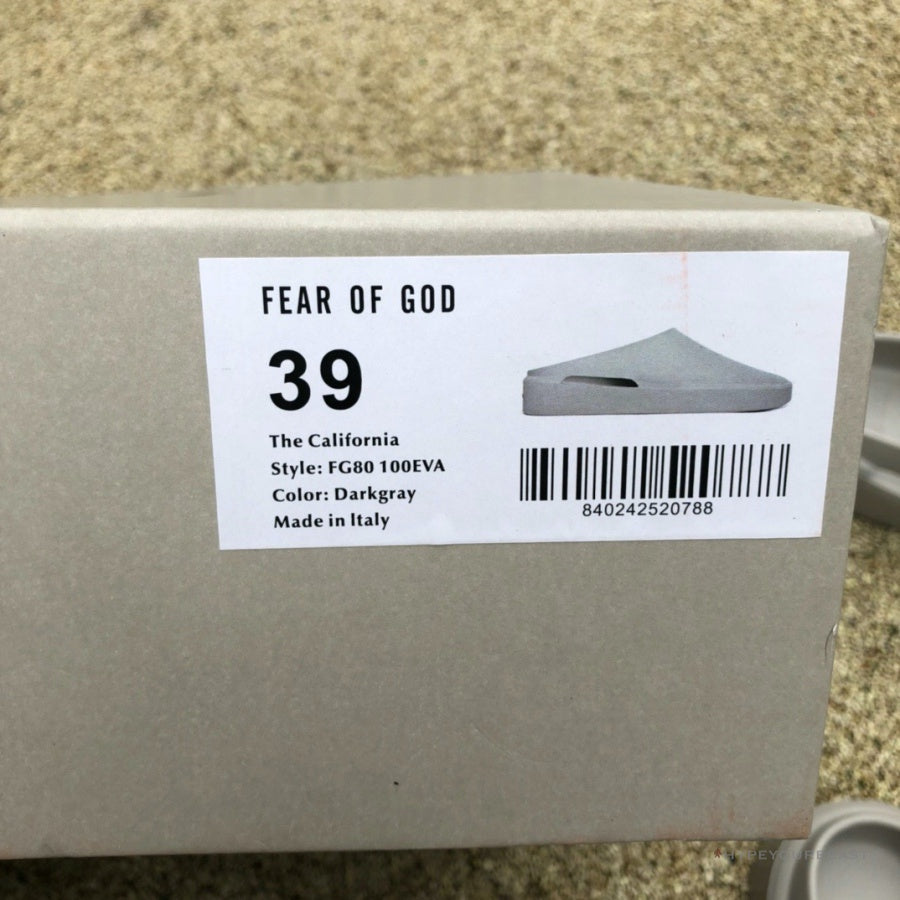 FEAR OF GOD
39
The California
Style: FG80 100EVA
Color: Darkgray
Made in Italy
840242520788